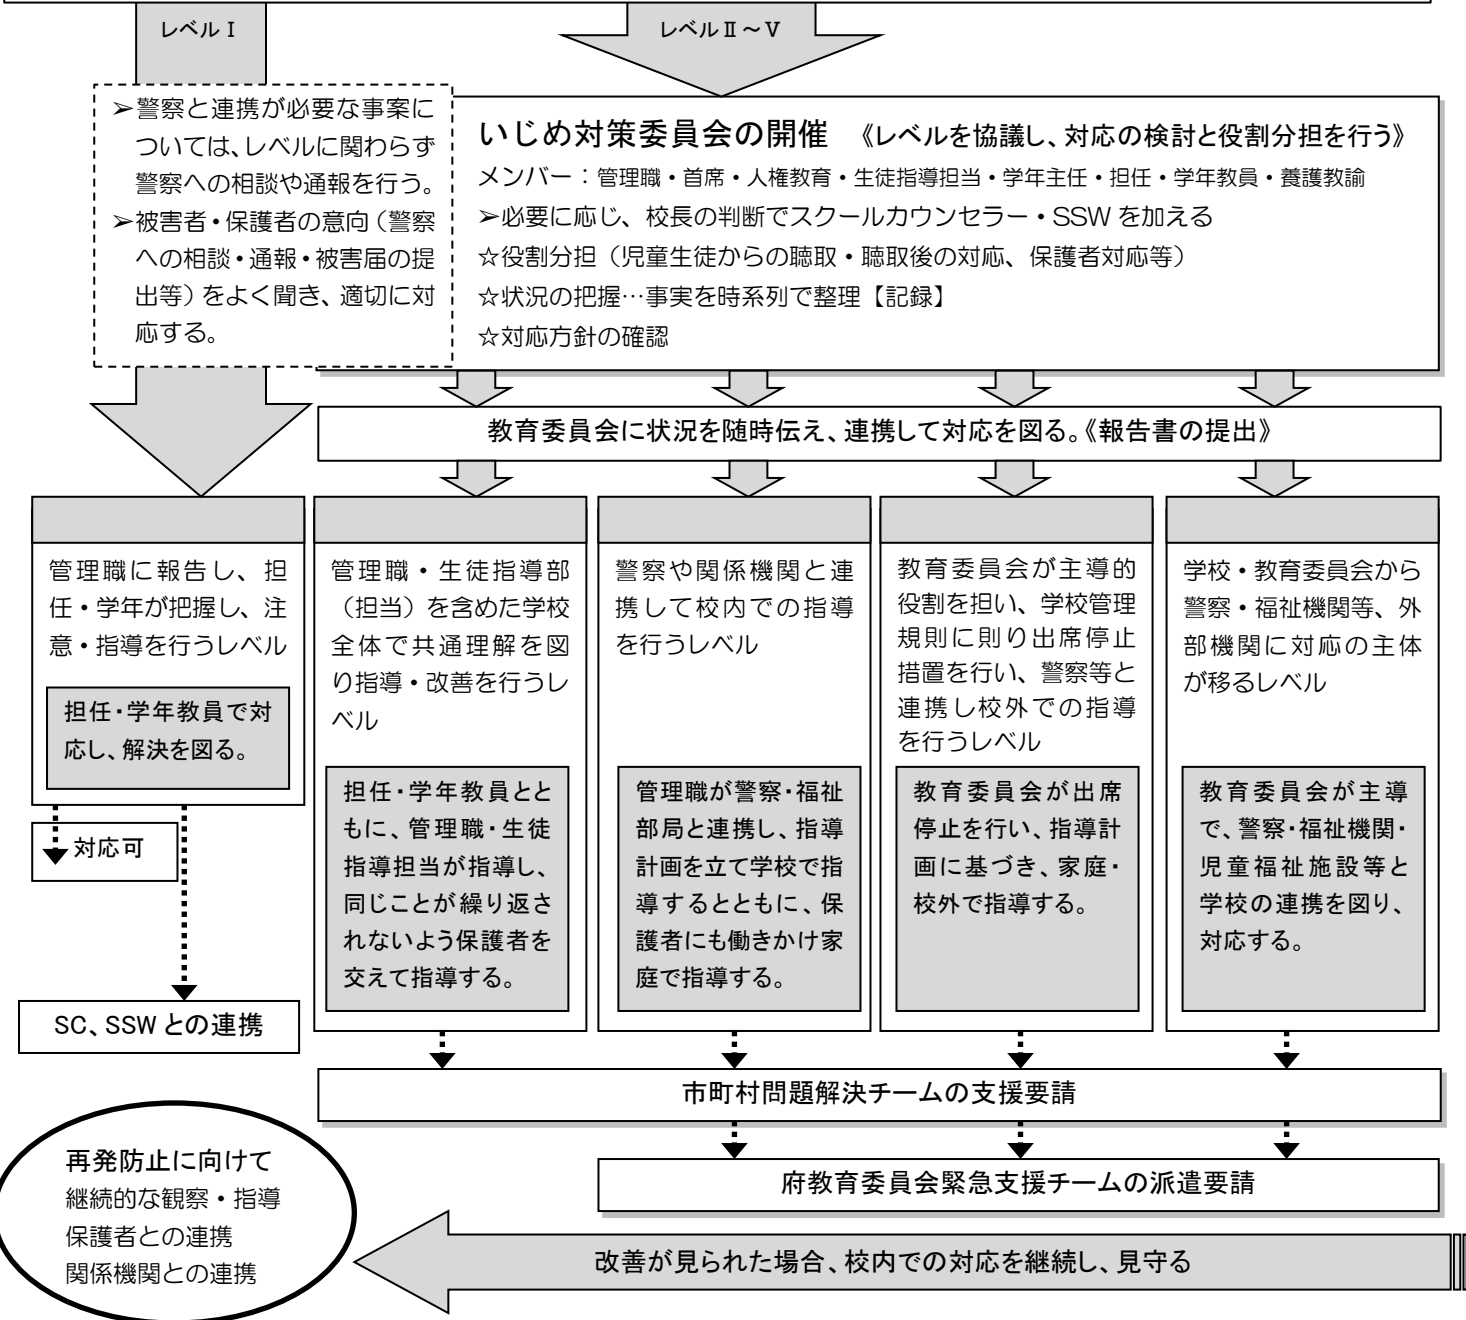 レベルⅠ
レベルⅡ～Ⅴ
➢警察と連携が必要な事案に
ついては、レベルに関わらず
警察への相談や通報を行う。
➢被害者・保護者の意向（警察
への相談・通報・被害届の提
出等）をよく聞き、適切に対
応する。
いじめ対策委員会の開催　《レベルを協議し、対応の検討と役割分担を行う》
メンバー：管理職・首席・人権教育・生徒指導担当・学年主任・担任・学年教員・養護教諭
➢必要に応じ、校長の判断でスクールカウンセラー・SSW を加える
☆役割分担（児童生徒からの聴取・聴取後の対応、保護者対応等）
☆状況の把握…事実を時系列で整理【記録】
☆対応方針の確認
教育委員会に状況を随時伝え、連携して対応を図る。《報告書の提出》
管理職に報告し、担
任・学年が把握し、注
意・指導を行うレベル
担任・学年教員で対
応し、解決を図る。
対応可
SC、SSW との連携
管理職・生徒指導部
（担当）を含めた学校
全体で共通理解を図
り指導・改善を行うレ
ベル
担任・学年教員とと
もに、管理職・生徒
指導担当が指導し、
同じことが繰り返さ
れないよう保護者を
交えて指導する。
警察や関係機関と連
携して校内での指導
を行うレベル
管理職が警察・福祉
部局と連携し、指導
計画を立て学校で指
導するとともに、保
護者にも働きかけ家
庭で指導する。
教育委員会が主導的
役割を担い、学校管理
規則に則り出席停止
措置を行い、警察等と
連携し校外での指導
を行うレベル
教育委員会が出席
停止を行い、指導計
画に基づき、家庭・
校外で指導する。
学校・教育委員会から
警察・福祉機関等、外
部機関に対応の主体
が移るレベル
教育委員会が主導
で、警察・福祉機関・
児童福祉施設等と
学校の連携を図り、
対応する。
市町村問題解決チームの支援要請
府教育委員会緊急支援チームの派遣要請
再発防止に向けて
継続的な観察・指導
保護者との連携
関係機関との連携
改善が見られた場合、校内での対応を継続し、見守る